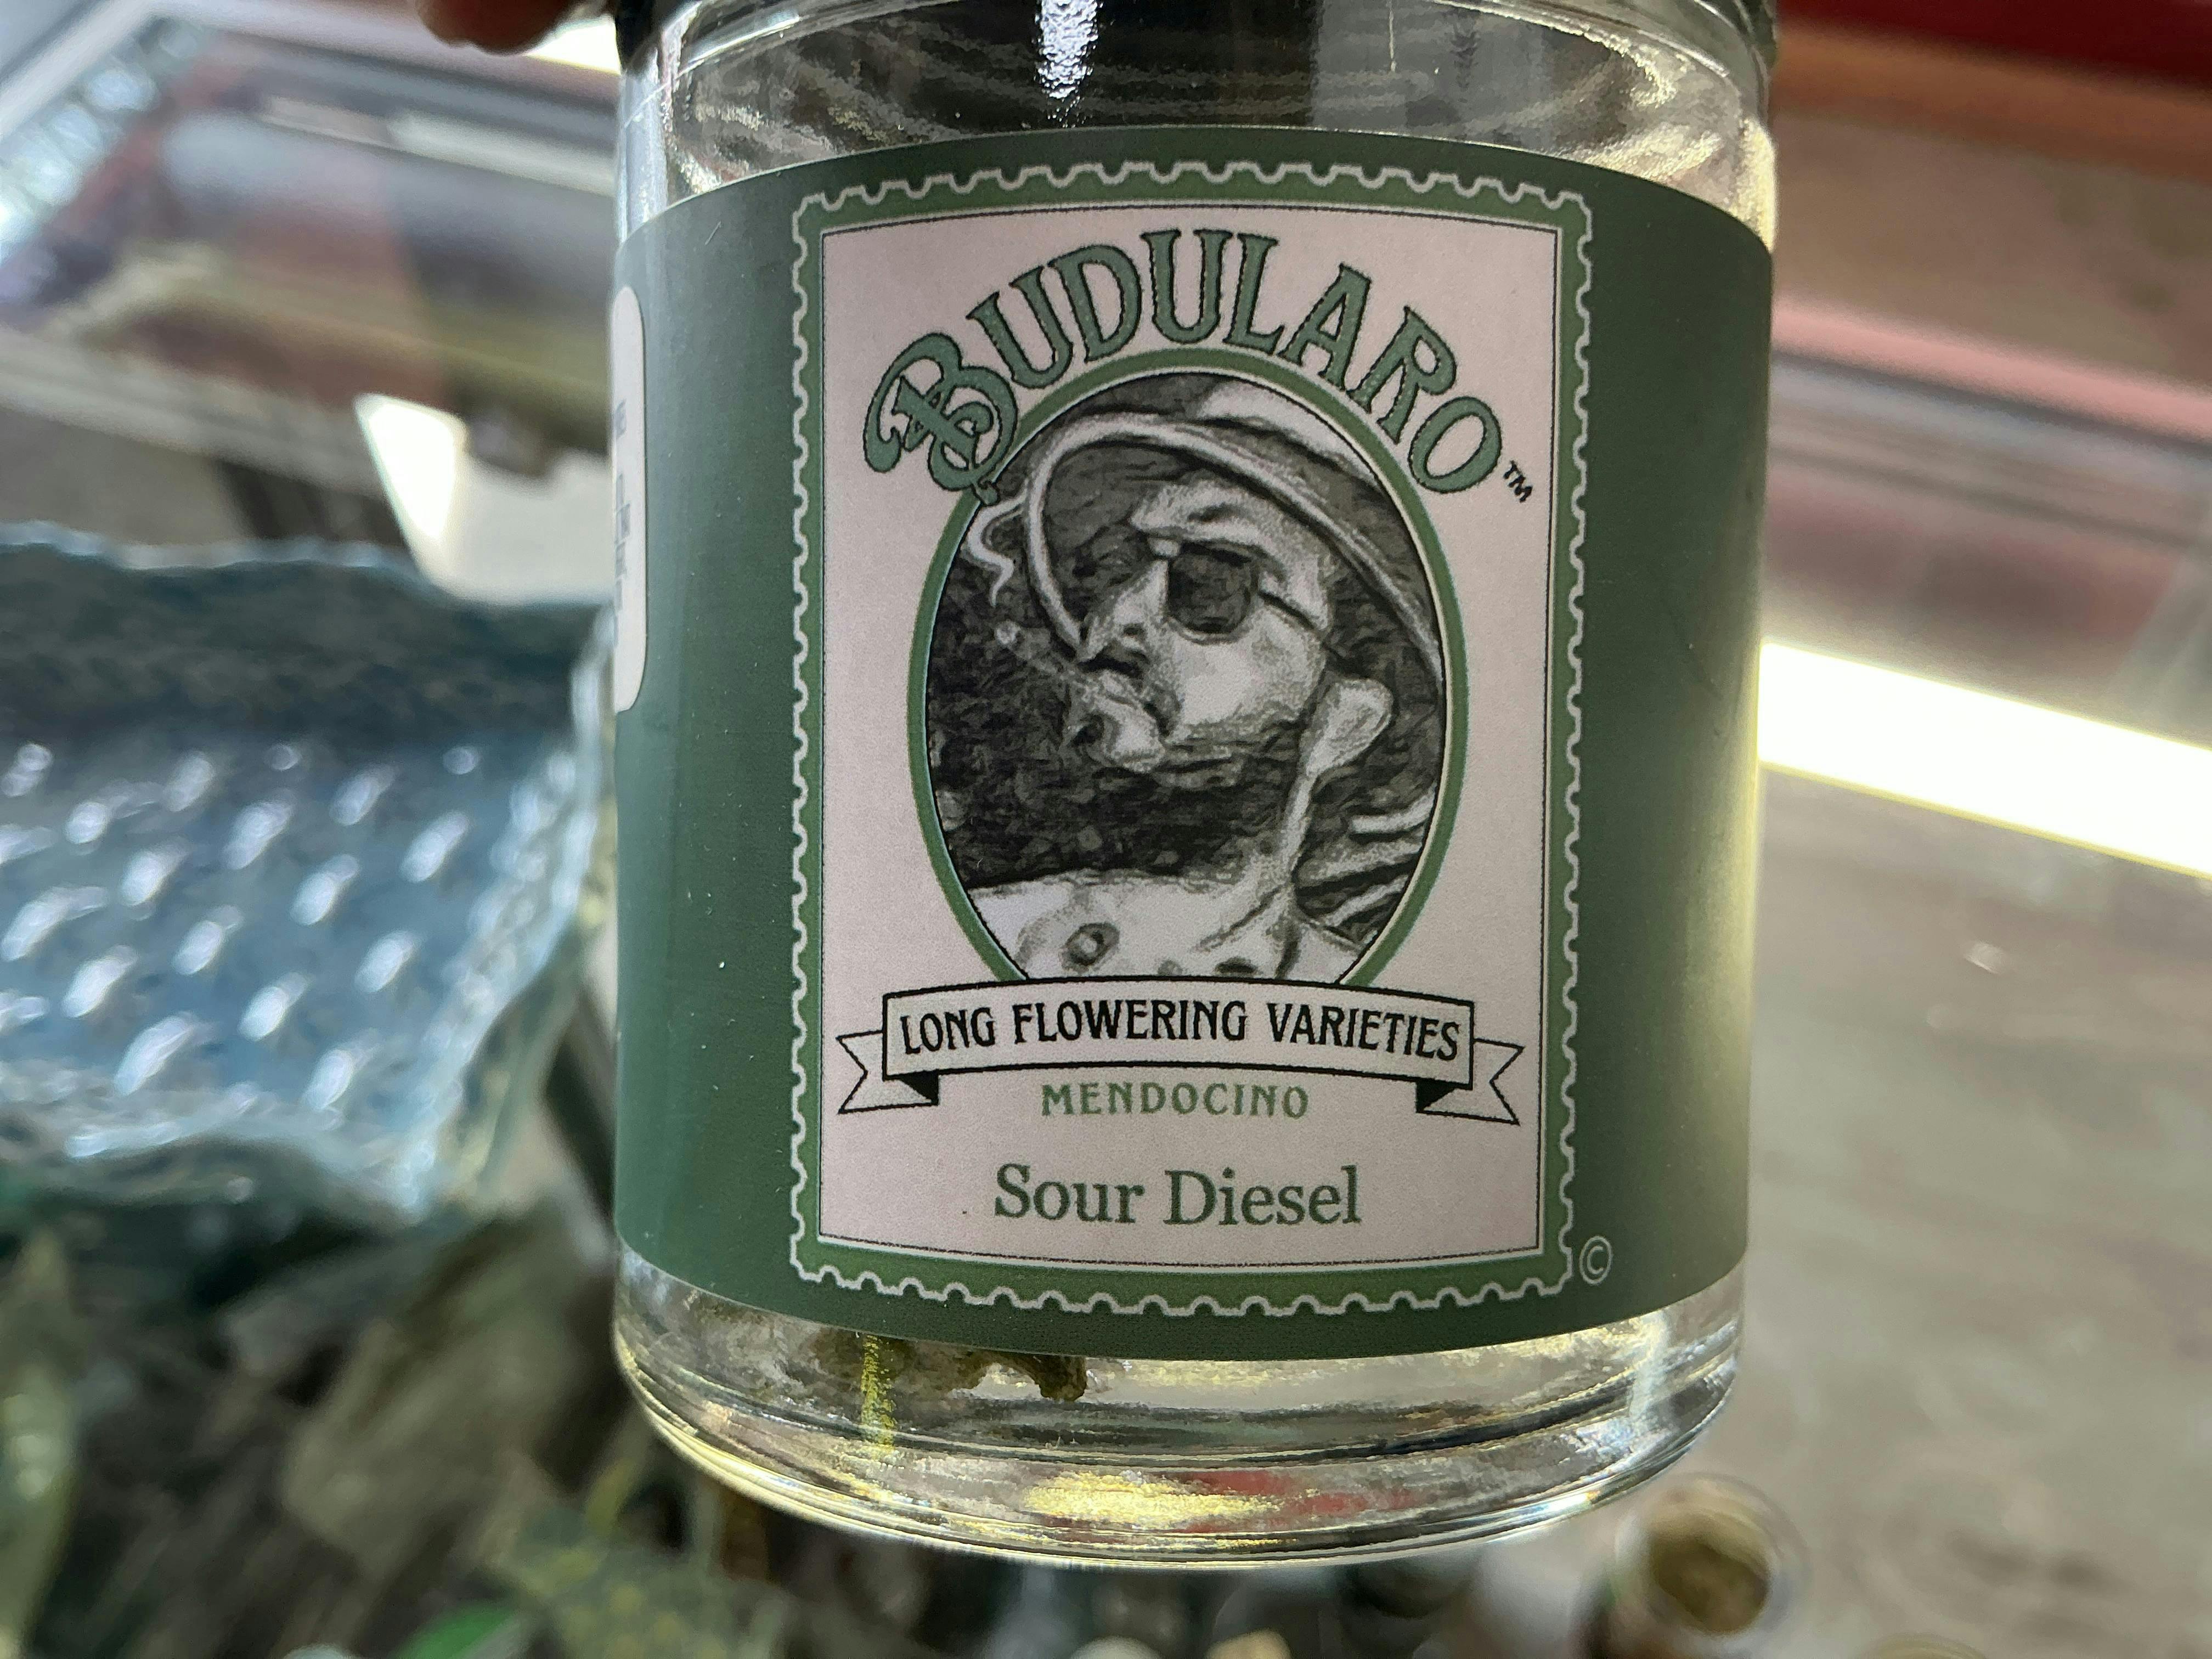 BUDULARO™
LONG FLOWERING VARIETIES
MENDOCINO
Sour Diesel
©